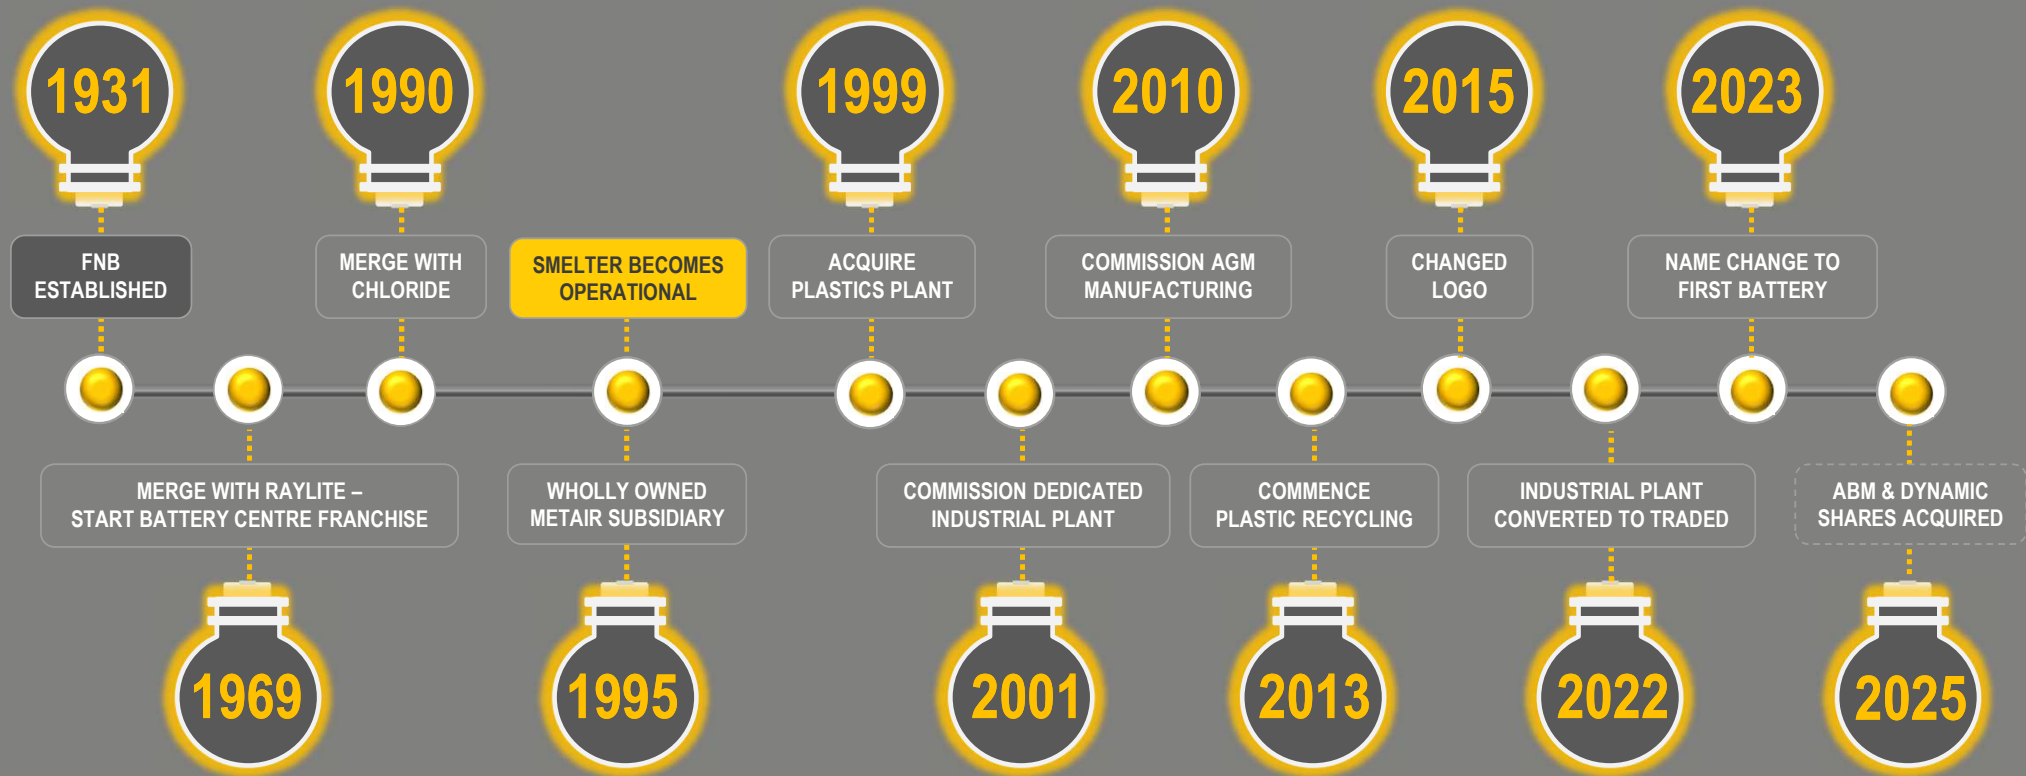 1931
FNB
ESTABLISHED
1969
MERGE WITH RAYLITE –
START BATTERY CENTRE FRANCHISE
1990
MERGE WITH
CHLORIDE
SMELTER BECOMES
OPERATIONAL
WHOLLY OWNED
METAIR SUBSIDIARY
1995
1999
ACQUIRE
PLASTICS PLANT
COMMISSION DEDICATED
INDUSTRIAL PLANT
2001
2010
COMMISSION AGM
MANUFACTURING
COMMENCE
PLASTIC RECYCLING
2013
2015
CHANGED
LOGO
INDUSTRIAL PLANT
CONVERTED TO TRADED
2022
2023
NAME CHANGE TO
FIRST BATTERY
ABM & DYNAMIC
SHARES ACQUIRED
2025